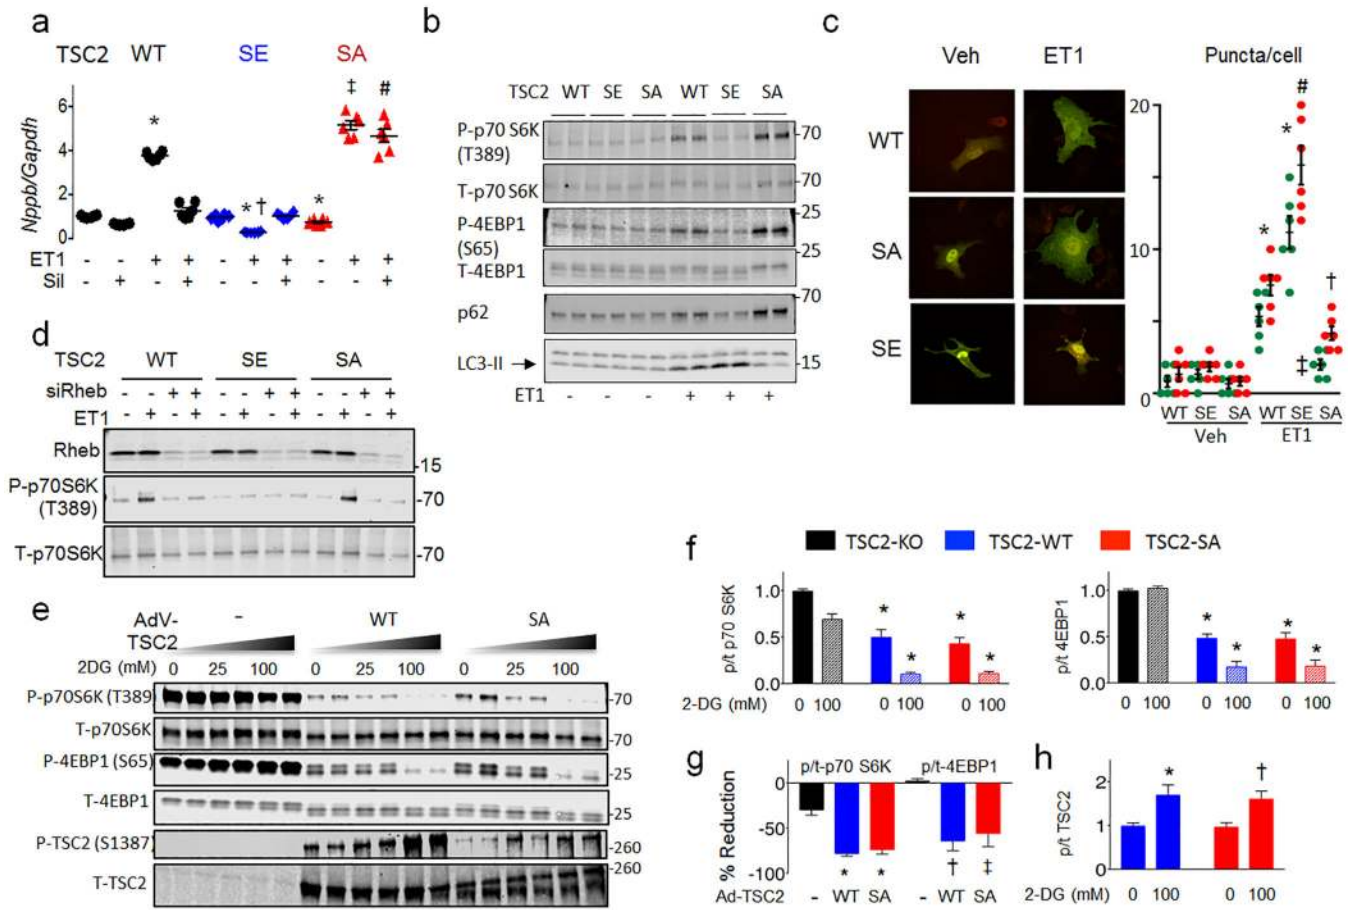 a
TSC2 WT SE SA
Nppb/Gapdh
6
4
2
0
* * † * ‡ #
ET1 - - + + - + + - + +
Sil - + - + - - + - - +
b
TSC2 WT SE SA WT SE SA
P-p70 S6K
(T389)
-70
T-p70 S6K
-70
P-4EBP1
(S65)
-25
T-4EBP1
-25
p62
-70
LC3-II
-15
ET1 - - - + + +
c
Veh ET1 Puncta/cell
WT
SA
SE
20
10
0
* * # † ‡
WT SE SA WT SE SA
Veh ET1
d
TSC2 WT SE SA
siRheb - - + + - - + + - - + +
ET1 - + - + - + - + - + - +
Rheb
-15
P-p70S6K
(T389)
-70
T-p70S6K
-70
e
AdV-
TSC2
- WT SA
2DG (mM) 0 25 100 0 25 100 0 25 100
P-p70S6K (T389)
-70
T-p70S6K
-70
P-4EBP1 (S65)
-25
T-4EBP1
-25
P-TSC2 (S1387)
-260
T-TSC2
-260
f
TSC2-KO TSC2-WT TSC2-SA
p/t p70 S6K
1.0
0.5
0.0
* * * *
2-DG (mM) 0 100 0 100 0 100
p/t 4EBP1
1.0
0.5
0.0
* * * *
0 100 0 100 0 100
g
p/t-p70 S6K p/t-4EBP1
% Reduction
0
-50
-100
* * † ‡
Ad-TSC2 - WT SA - WT SA
h
p/t TSC2
2
1
0
* †
2-DG (mM) 0 100 0 100